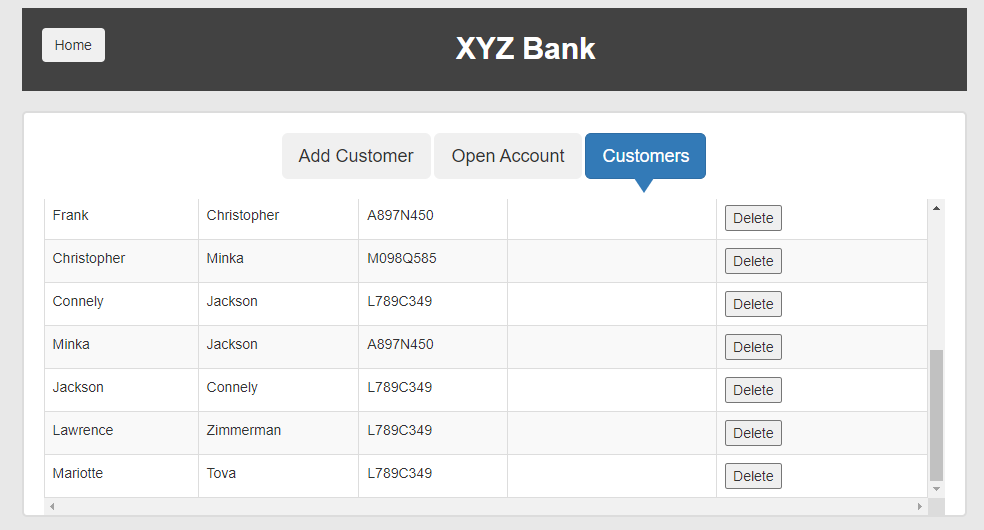 Home
XYZ Bank
Add Customer Open Account Customers
Frank Christopher A897N450 Delete
Christopher Minka M098Q585 Delete
Connely Jackson L789C349 Delete
Minka Jackson A897N450 Delete
Jackson Connely L789C349 Delete
Lawrence Zimmerman L789C349 Delete
Mariotte Tova L789C349 Delete